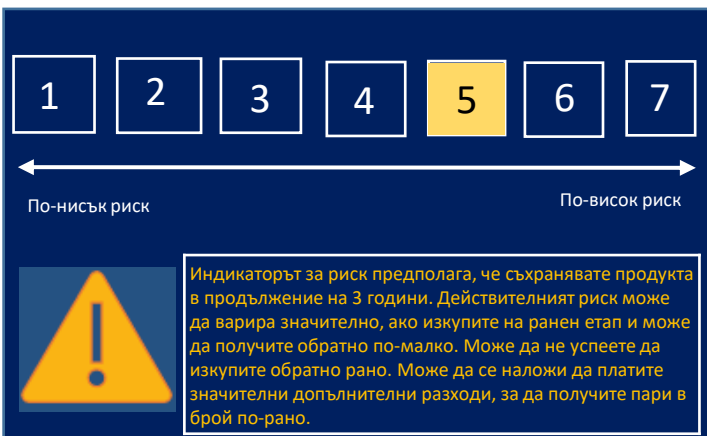 1 2 3 4 5 6 7
По-нисък риск
По-висок риск
Индикаторът за риск предполага, че съхранявате продукта
в продължение на 3 години. Действителният риск може
да варира значително, ако изкупите на ранен етап и може
да получите обратно по-малко. Може да не успеете да
изкупите обратно рано. Може да се наложи да платите
значителни допълнителни разходи, за да получите пари в
брой по-рано.